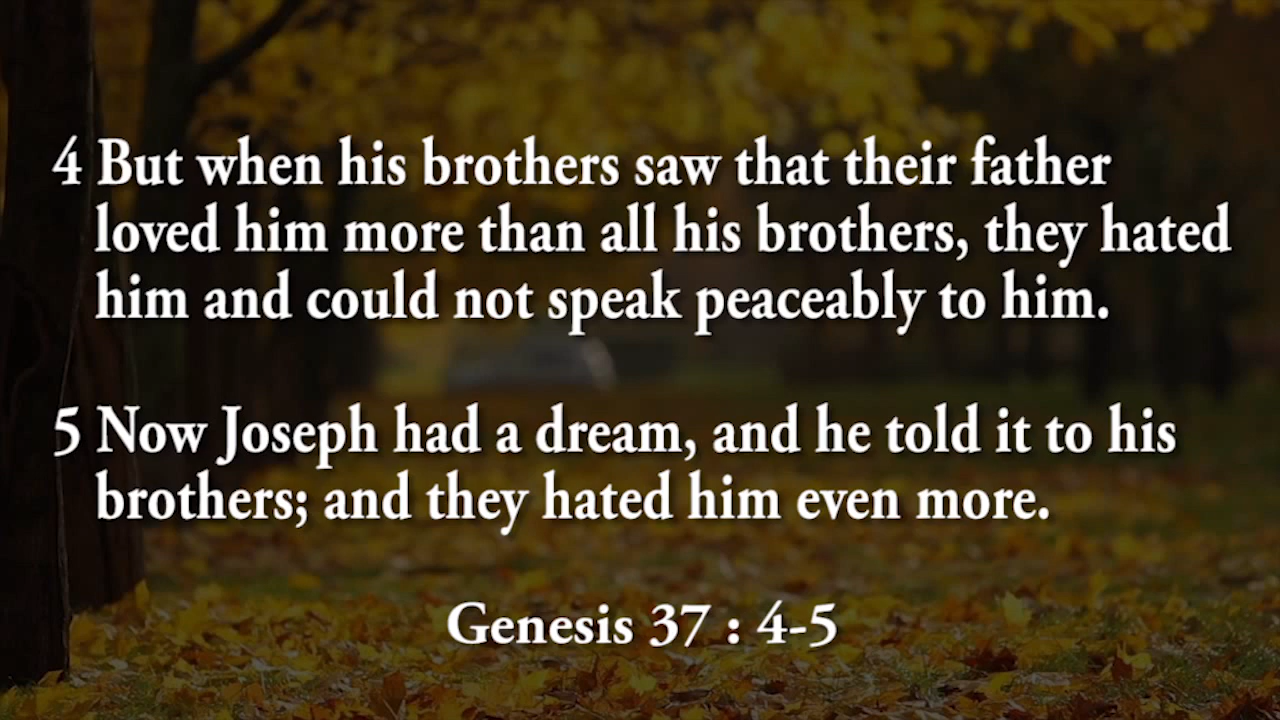 4 But when his brothers saw that their father
loved him more than all his brothers, they hated
him and could not speak peaceably to him.
5 Now Joseph had a dream, and he told it to his
brothers; and they hated him even more.
Genesis 37 : 4-5